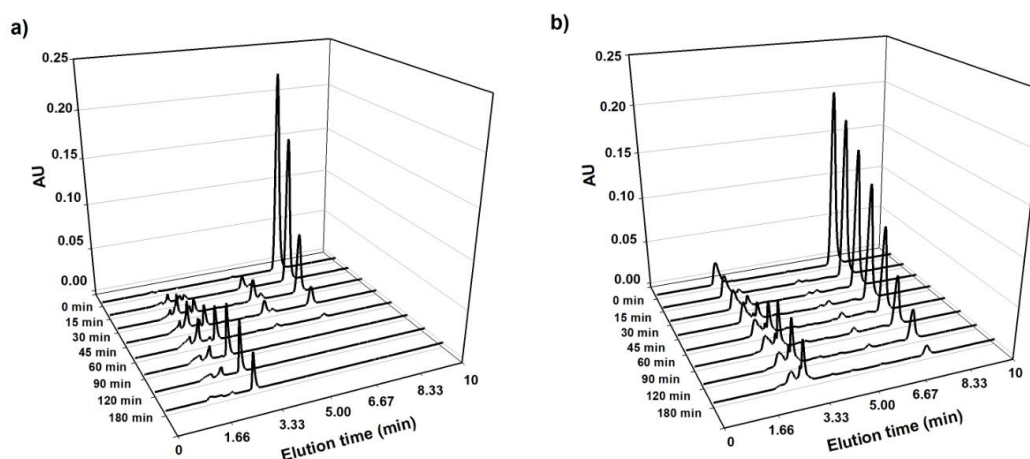 a)
0.25
0.20
0.15
0.10
0.05
0.00
AU
0 min
15 min
30 min
45 min
60 min
90 min
120 min
180 min
0
1.66
3.33
5.00
6.67
8.33
10
Elution time (min)
b)
0.25
0.20
0.15
0.10
0.05
0.00
AU
0 min
15 min
30 min
45 min
60 min
90 min
120 min
180 min
0
1.66
3.33
5.00
6.67
8.33
10
Elution time (min)